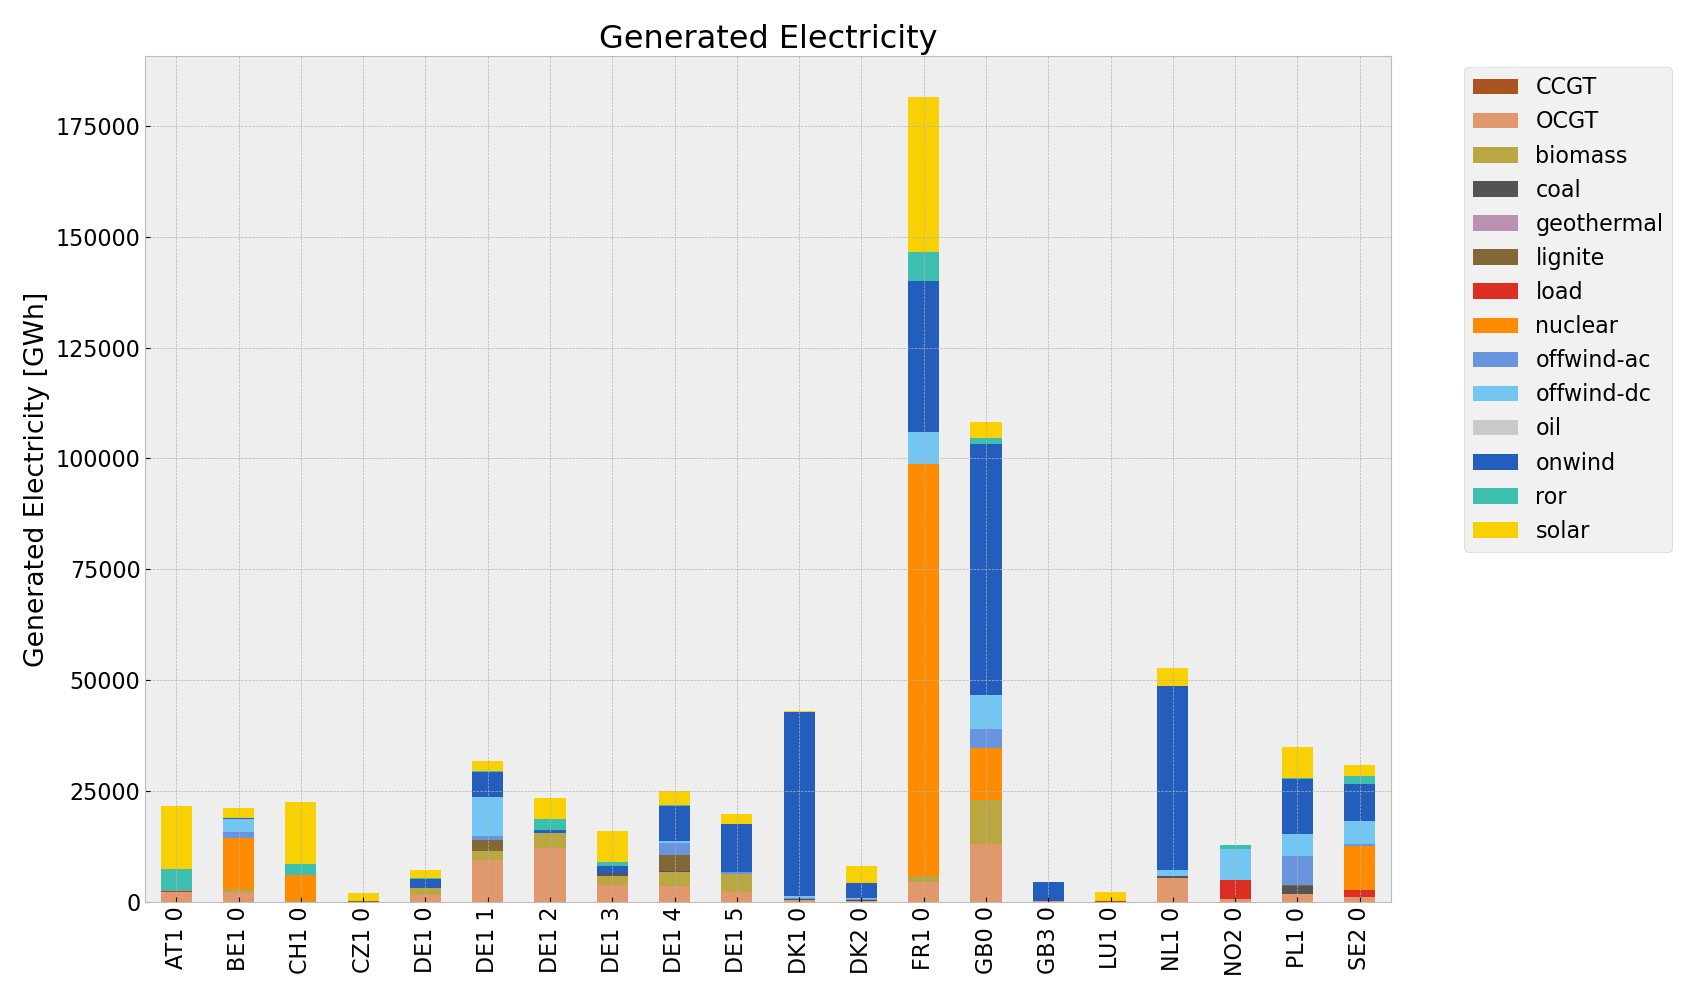 Generated Electricity
Generated Electricity [GWh]
175000
150000
125000
100000
75000
50000
25000
0
AT1 0
BE1 0
CH1 0
CZ1 0
DE1 0
DE1 1
DE1 2
DE1 3
DE1 4
DE1 5
DK1 0
DK2 0
FR1 0
GB0 0
GB3 0
LU1 0
NL1 0
NO2 0
PL1 0
SE2 0
CCGT
OCGT
biomass
coal
geothermal
lignite
load
nuclear
offwind-ac
offwind-dc
oil
onwind
ror
solar